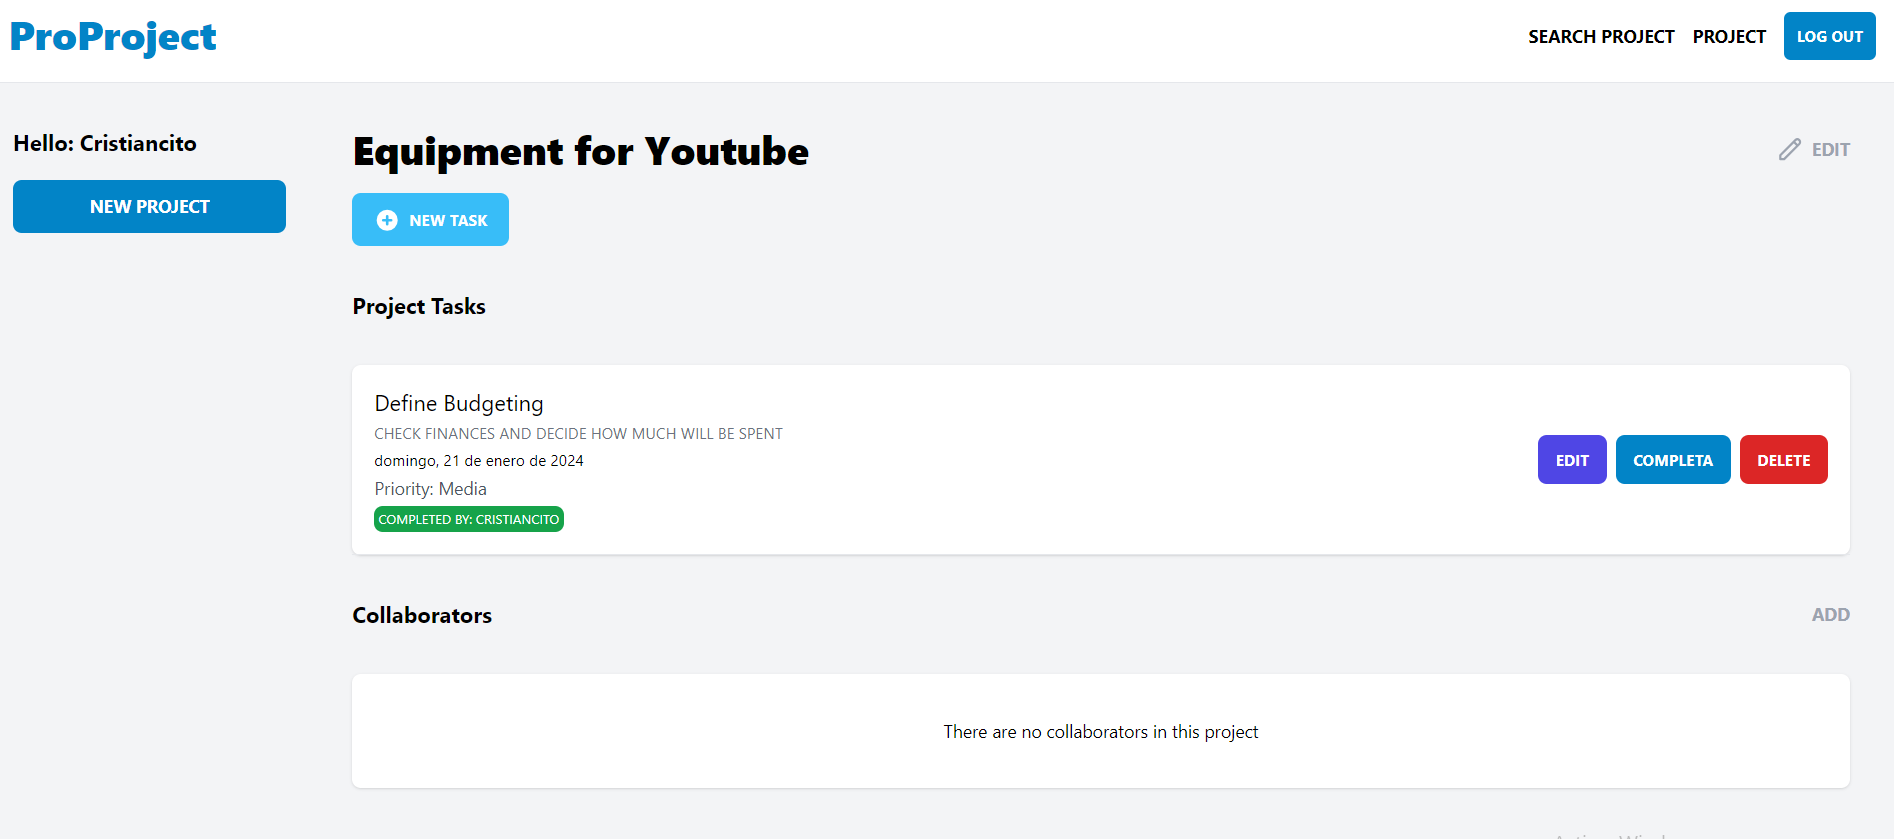 ProProject
SEARCH PROJECT
PROJECT
LOG OUT
Hello: Cristiancito
NEW PROJECT
Equipment for Youtube
EDIT
NEW TASK
Project Tasks
Define Budgeting
CHECK FINANCES AND DECIDE HOW MUCH WILL BE SPENT
domingo, 21 de enero de 2024
Priority: Media
COMPLETED BY: CRISTIANCITO
EDIT
COMPLETA
DELETE
Collaborators
ADD
There are no collaborators in this project